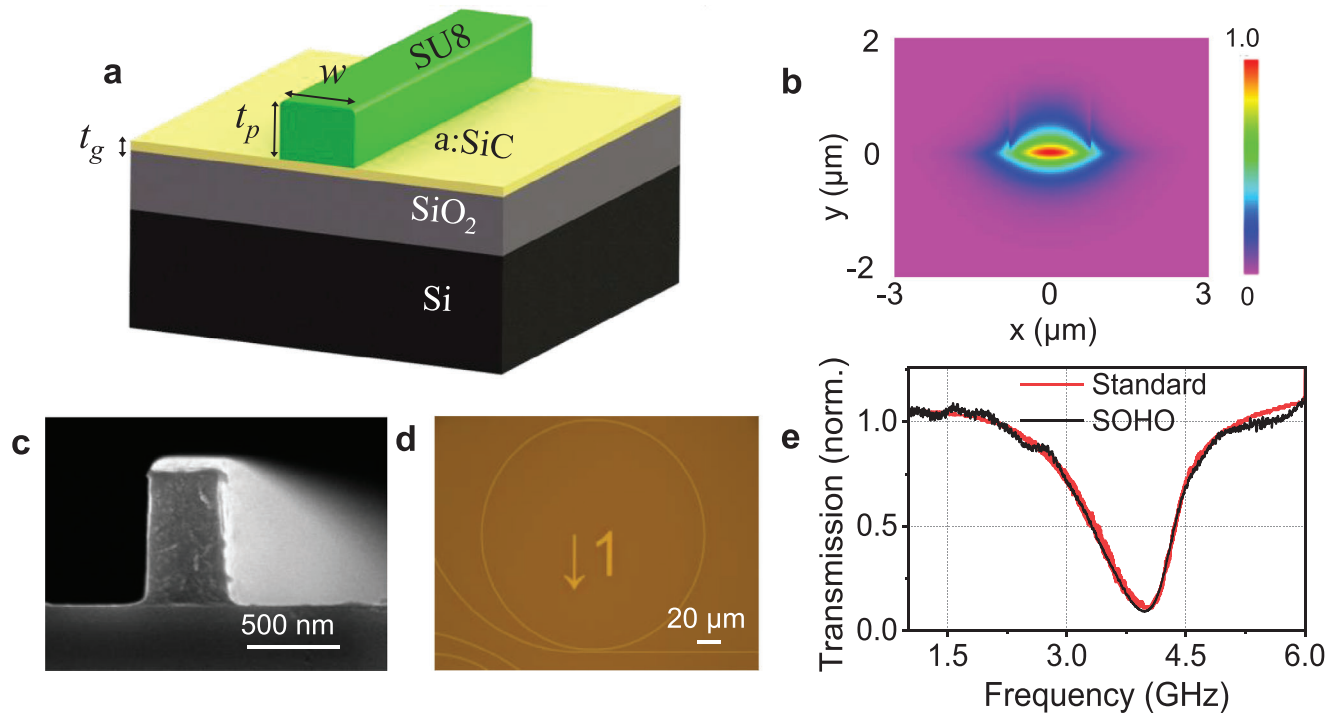 a
SU8
w
t_p
t_g
a:SiC
SiO₂
Si
b
2
0
-2
y (µm)
-3
0
3
x (µm)
1.0
0
c
500 nm
d
↓1
20 µm
e
Standard
SOHO
1.0
0.5
0.0
Transmission (norm.)
1.5
3.0
4.5
6.0
Frequency (GHz)